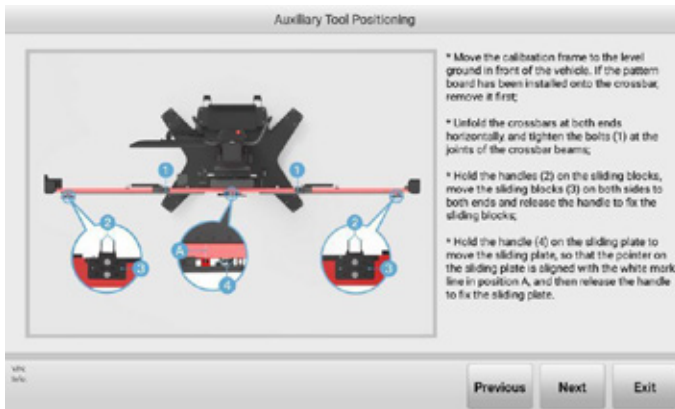 Auxiliary Tool Positioning
* Move the calibration frame to the level
ground in front of the vehicle. If the pattern
board has been installed onto the crossbar,
remove it first;
* Unfold the crossbars at both ends
horizontally and tighten the bolts (1) at the
joints of the crossbar beams;
* Hold the handles (2) on the sliding blocks,
move the sliding blocks (3) on both sides to
both ends and release the handle to fix the
sliding blocks;
* Hold the handle (4) on the sliding plate to
move the sliding plate, so that the pointer on
the sliding plate is aligned with the white mark
line in position A, and then release the handle
to fix the sliding plate.
1
1
2
2
A
3
3
4
VIN:
Previous
Next
Exit